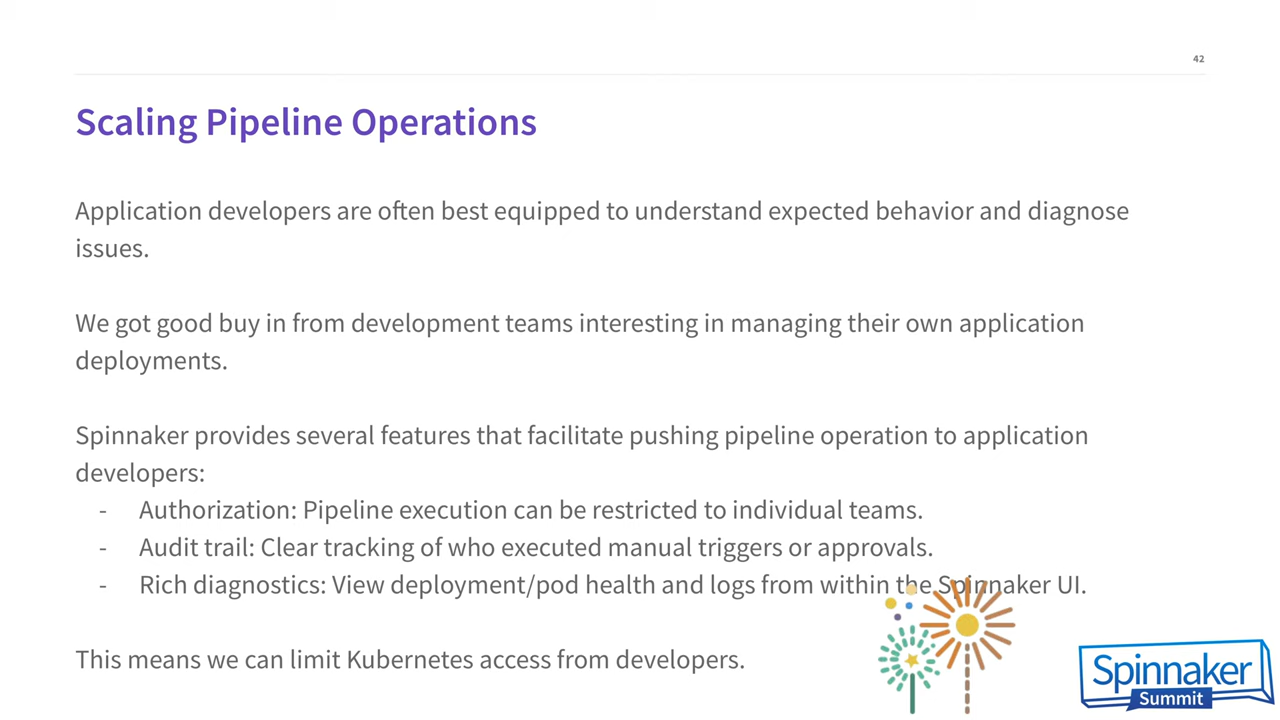 42
Scaling Pipeline Operations
Application developers are often best equipped to understand expected behavior and diagnose
issues.
We got good buy in from development teams interesting in managing their own application
deployments.
Spinnaker provides several features that facilitate pushing pipeline operation to application
developers:
- Authorization: Pipeline execution can be restricted to individual teams.
- Audit trail: Clear tracking of who executed manual triggers or approvals.
- Rich diagnostics: View deployment/pod health and logs from within the Spinnaker UI.
This means we can limit Kubernetes access from developers.
Spinnaker
Summit